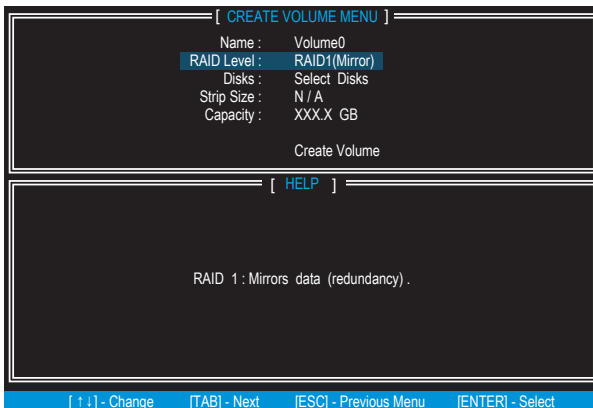 [ CREATE VOLUME MENU ]
Name : Volume0
RAID Level : RAID1(Mirror)
Disks : Select Disks
Strip Size : N / A
Capacity : XXX.X GB
Create Volume
[ HELP ]
RAID 1 : Mirrors data (redundancy) .
[ ↑↓] - Change [TAB] - Next [ESC] - Previous Menu [ENTER] - Select